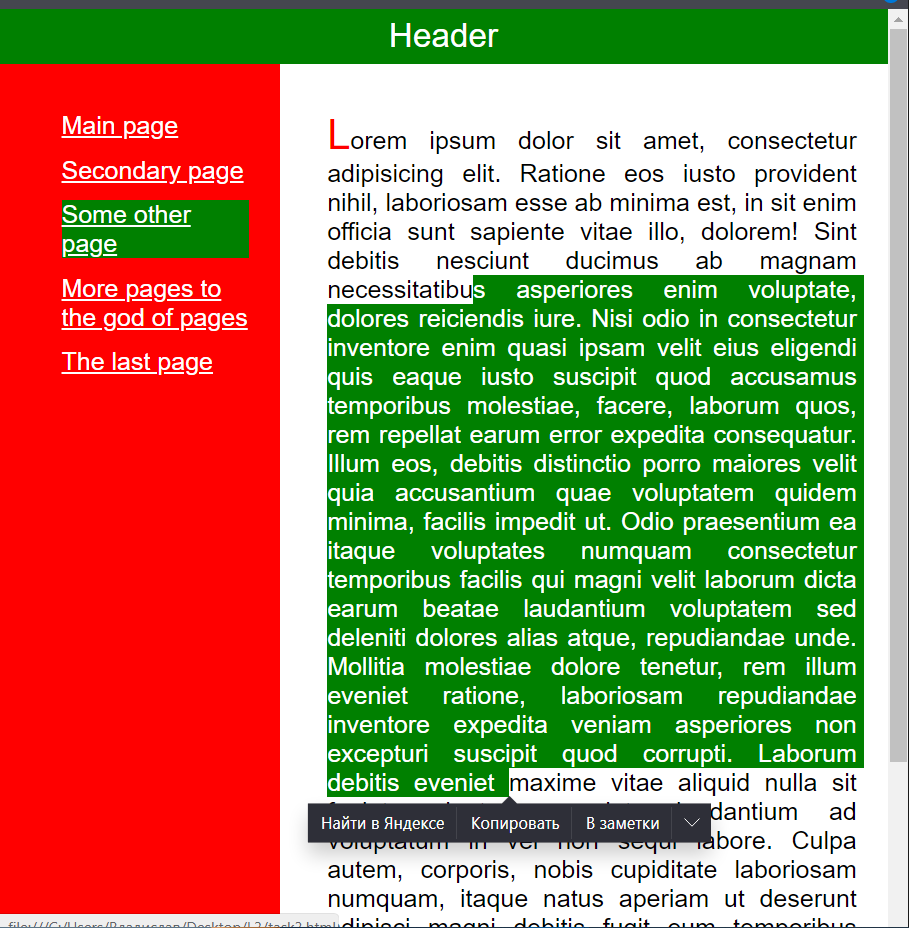 Header
Main page
Secondary page
Some other
page
More pages to
the god of pages
The last page
Lorem ipsum dolor sit amet, consectetur
adipisicing elit. Ratione eos iusto provident
nihil, laboriosam esse ab minima est, in sit enim
officia sunt sapiente vitae illo, dolorem! Sint
debitis nesciunt ducimus ab magnam
necessitatibus asperiores enim voluptate,
dolores reiciendis iure. Nisi odio in consectetur
inventore enim quasi ipsam velit eius eligendi
quis eaque iusto suscipit quod accusamus
temporibus molestiae, facere, laborum quos,
rem repellat earum error expedita consequatur.
Illum eos, debitis distinctio porro maiores velit
quia accusantium quae voluptatem quidem
minima, facilis impedit ut. Odio praesentium ea
itaque voluptates numquam consectetur
temporibus facilis qui magni velit laborum dicta
earum beatae laudantium voluptatem sed
deleniti dolores alias atque, repudiandae unde.
Mollitia molestiae dolore tenetur, rem illum
eveniet ratione, laboriosam repudiandae
inventore expedita veniam asperiores non
excepturi suscipit quod corrupti. Laborum
debitis eveniet maxime vitae aliquid nulla sit
ad
Найти в Яндексе Копировать В заметки
voluptatum in vel non sequi labore. Culpa
autem, corporis, nobis cupiditate laboriosam
numquam, itaque natus aperiam ut deserunt
adipisci magni debitis fugit eum temporibus
file:///C:/Users/Владислав/Desktop/L3/task2.html